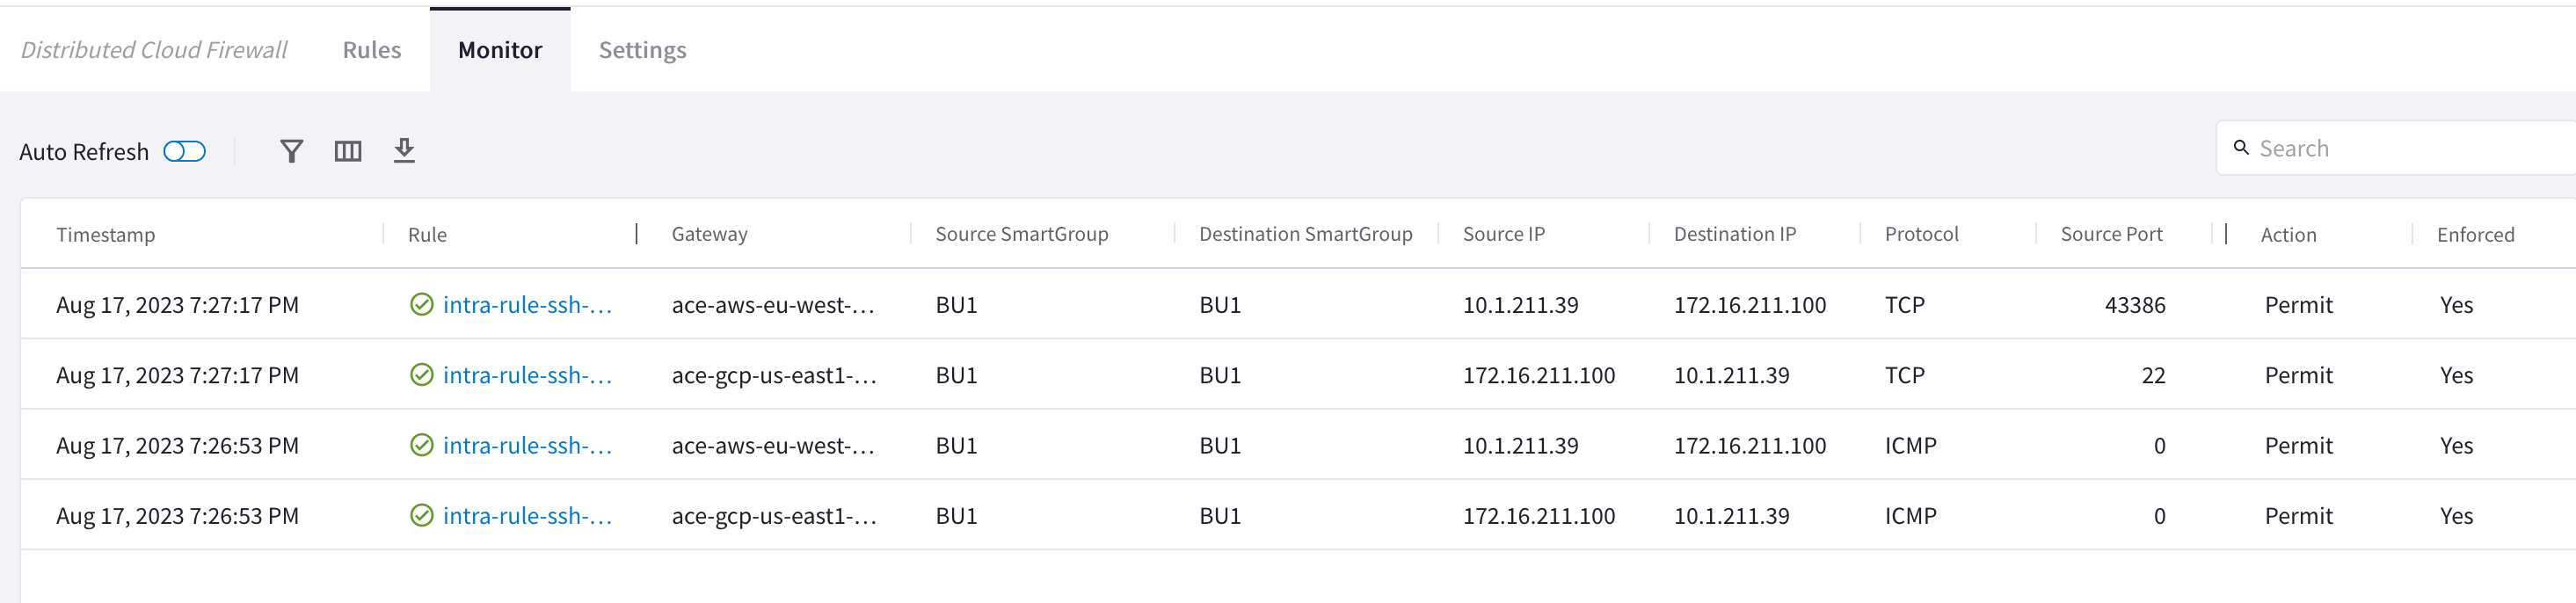 Distributed Cloud Firewall Rules Monitor Settings
Auto Refresh Search
Timestamp Rule Gateway Source SmartGroup Destination SmartGroup Source IP Destination IP Protocol Source Port Action Enforced
Aug 17, 2023 7:27:17 PM intra-rule-ssh-... ace-aws-eu-west-... BU1 BU1 10.1.211.39 172.16.211.100 TCP 43386 Permit Yes
Aug 17, 2023 7:27:17 PM intra-rule-ssh-... ace-gcp-us-east1-... BU1 BU1 172.16.211.100 10.1.211.39 TCP 22 Permit Yes
Aug 17, 2023 7:26:53 PM intra-rule-ssh-... ace-aws-eu-west-... BU1 BU1 10.1.211.39 172.16.211.100 ICMP 0 Permit Yes
Aug 17, 2023 7:26:53 PM intra-rule-ssh-... ace-gcp-us-east1-... BU1 BU1 172.16.211.100 10.1.211.39 ICMP 0 Permit Yes